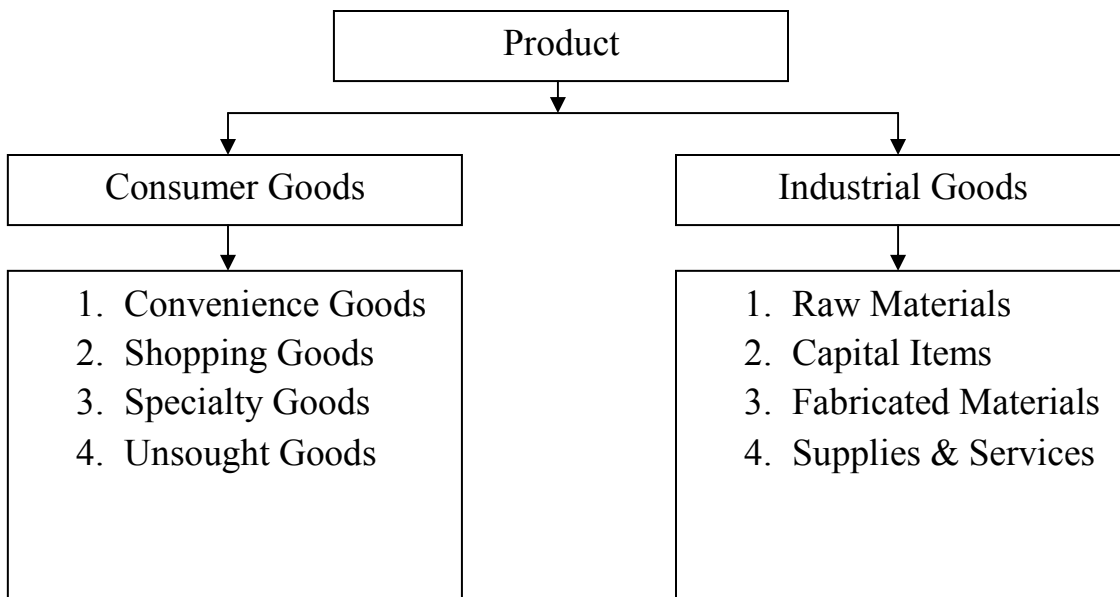 Product
Consumer Goods
Industrial Goods
1. Convenience Goods
2. Shopping Goods
3. Specialty Goods
4. Unsought Goods
1. Raw Materials
2. Capital Items
3. Fabricated Materials
4. Supplies & Services